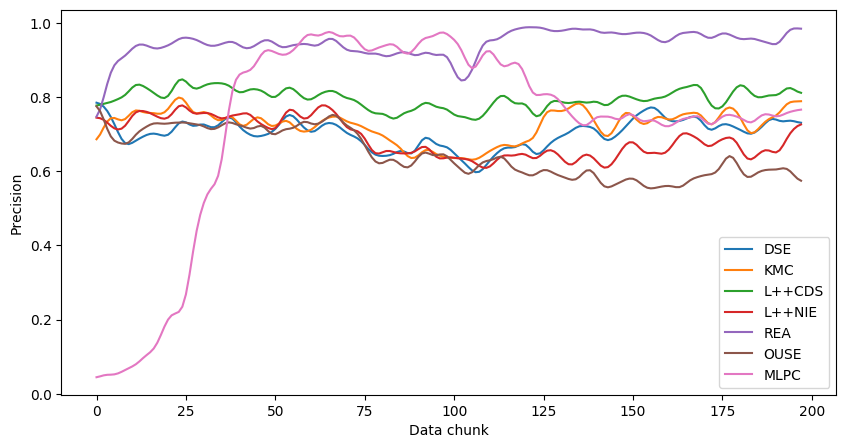 1.0
0.8
0.6
0.4
0.2
0.0
Precision
0 25 50 75 100 125 150 175 200
Data chunk
DSE
KMC
L++CDS
L++NIE
REA
OUSE
MLPC